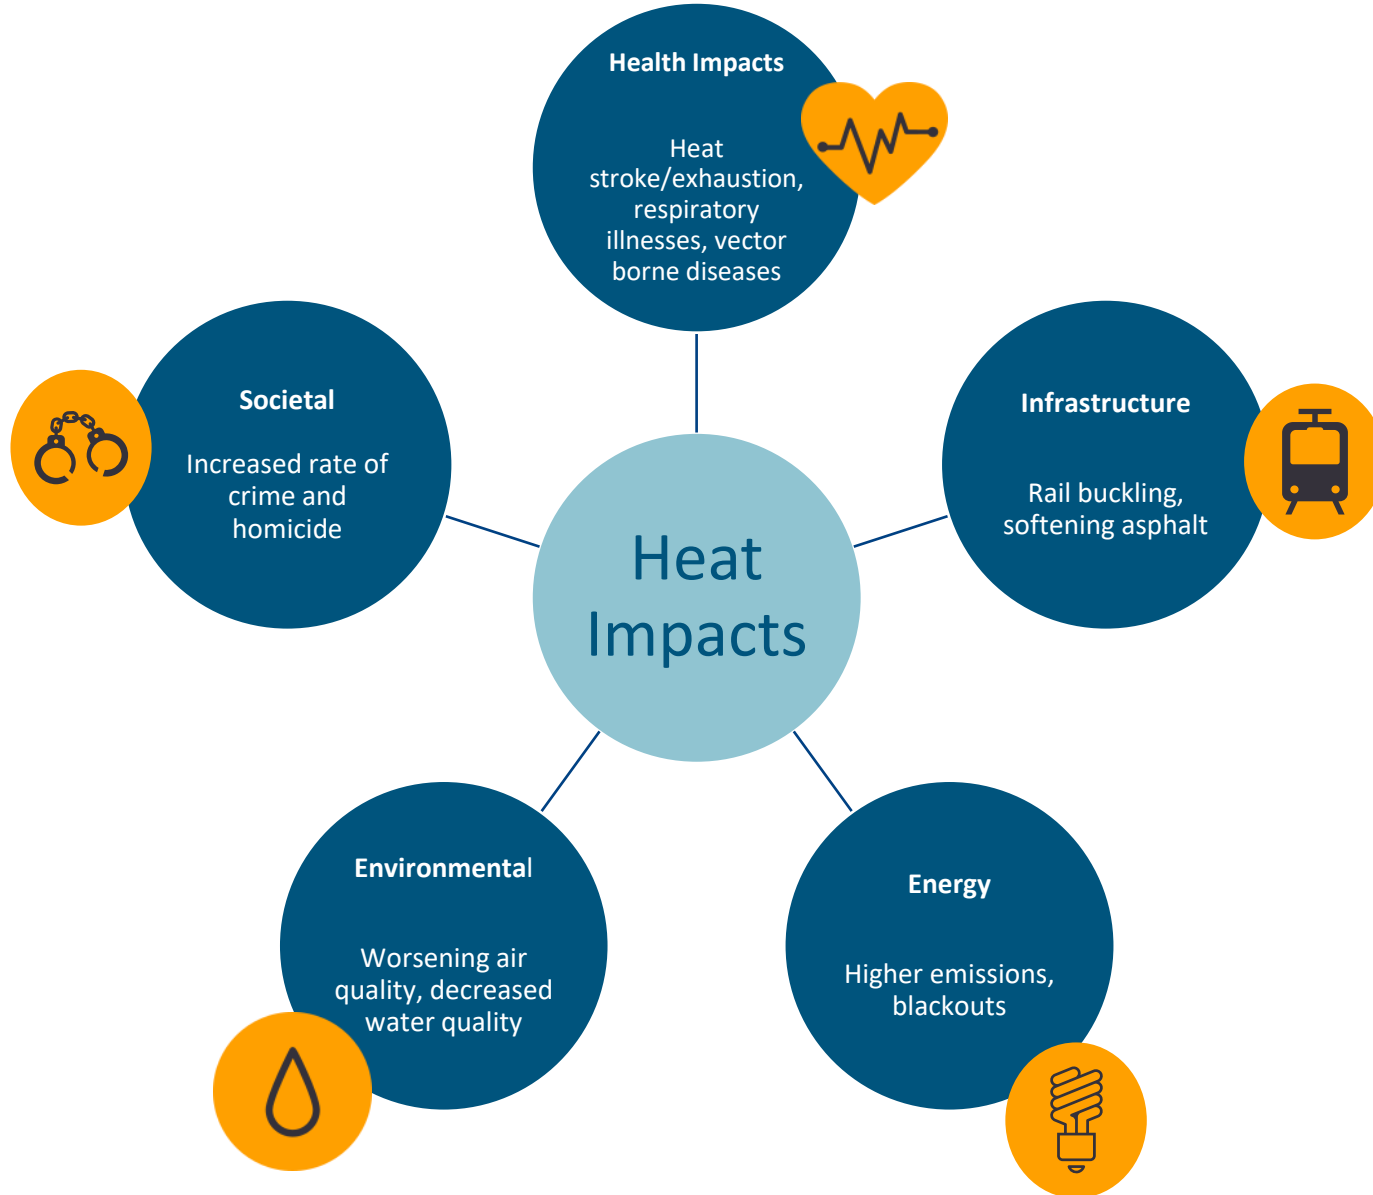 Health Impacts
Heat
stroke/exhaustion,
respiratory
illnesses, vector
borne diseases
Societal
Increased rate of
crime and
homicide
Infrastructure
Rail buckling,
softening asphalt
Heat
Impacts
Environmental
Worsening air
quality, decreased
water quality
Energy
Higher emissions,
blackouts